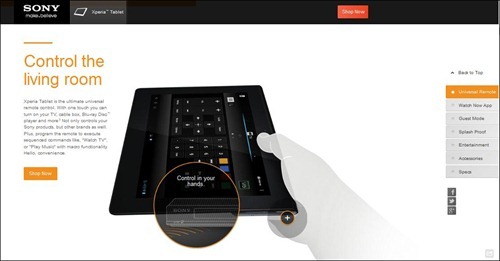 SONY
make.believe
Xperia™ Tablet
Shop Now
Control the
living room
Xperia Tablet is the ultimate universal
remote control. With one touch you can
turn on your TV, cable box, Blu-ray Disc™
player and more.* Not only controls your
Sony products, but other brands as well.
Plus, program the remote to execute
sequenced commands like, "Watch TV",
or "Play Music" with macro functionality.
Hello, convenience.
Shop Now
Control in your
hands.
SONY
Back to Top
Universal Remote
Watch Now App
Guest Mode
Splash Proof
Entertainment
Accessories
Specs